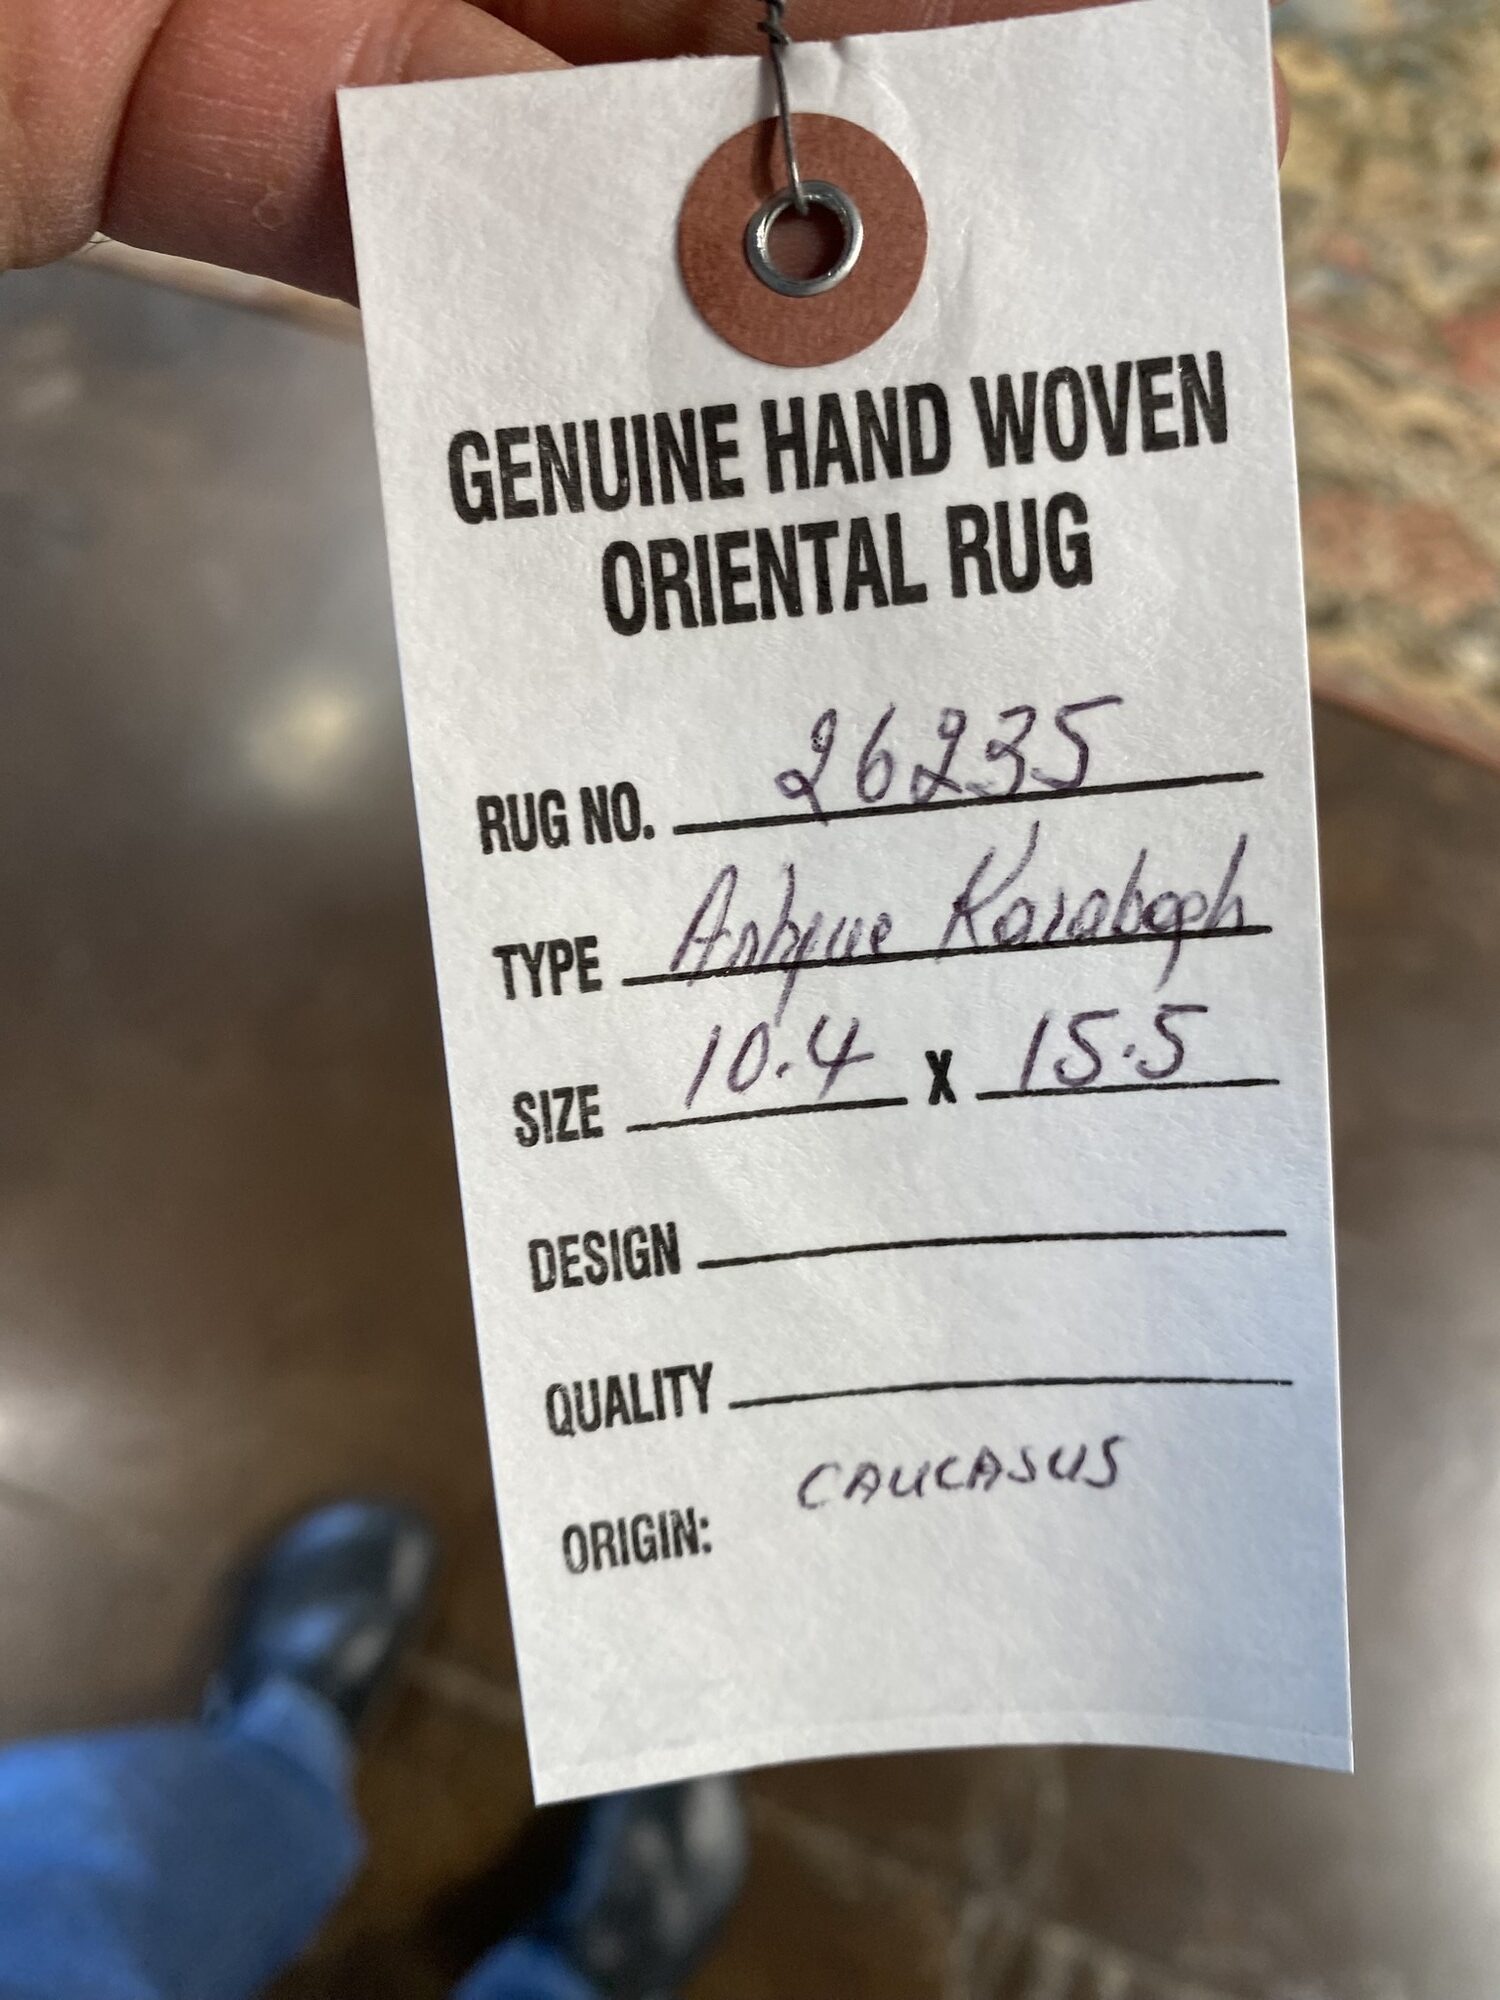 GENUINE HAND WOVEN
ORIENTAL RUG
RUG NO. 26235
TYPE Antique Karabagh
SIZE 10.4 X 15.5
DESIGN
QUALITY
ORIGIN: CAUCASUS